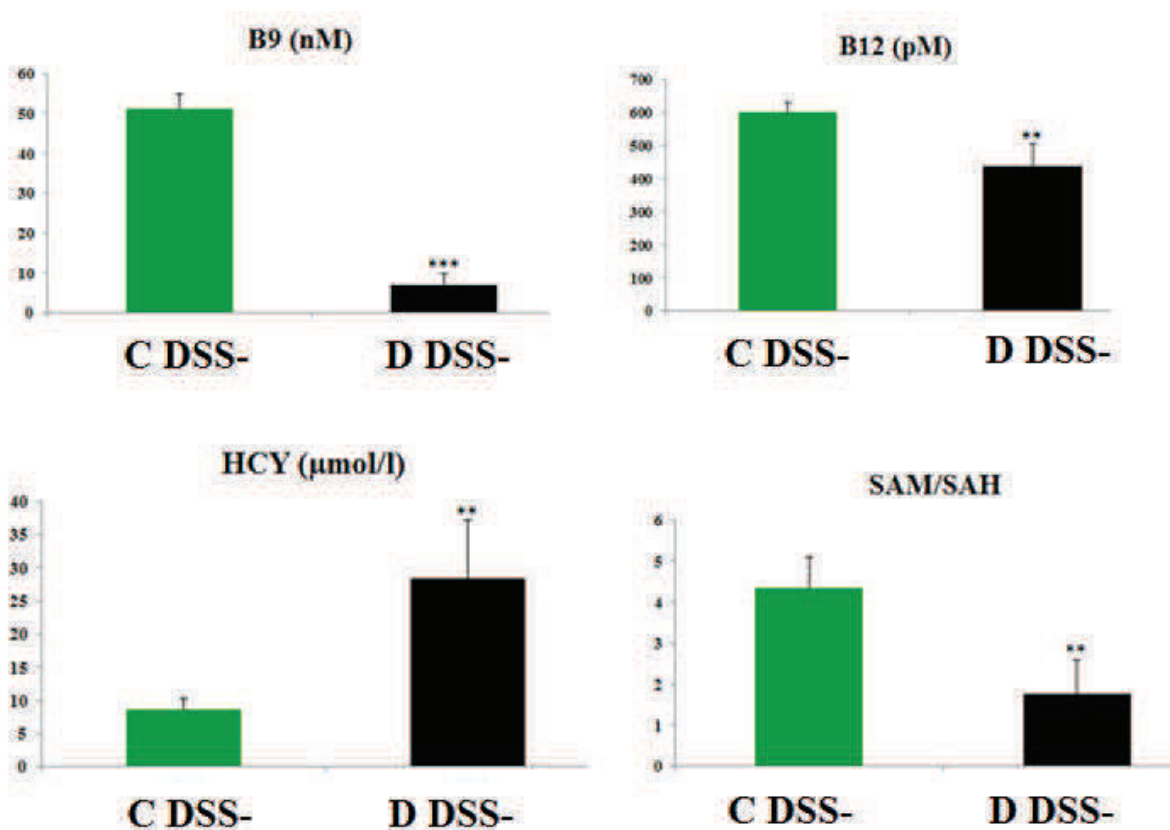 B9 (nM)
60
50
40
30
20
10
0
***
C DSS-
D DSS-
B12 (pM)
700
600
500
400
300
200
100
0
**
C DSS-
D DSS-
HCY (μmol/l)
40
35
30
25
20
15
10
5
0
**
C DSS-
D DSS-
SAM/SAH
6
5
4
3
2
1
0
**
C DSS-
D DSS-